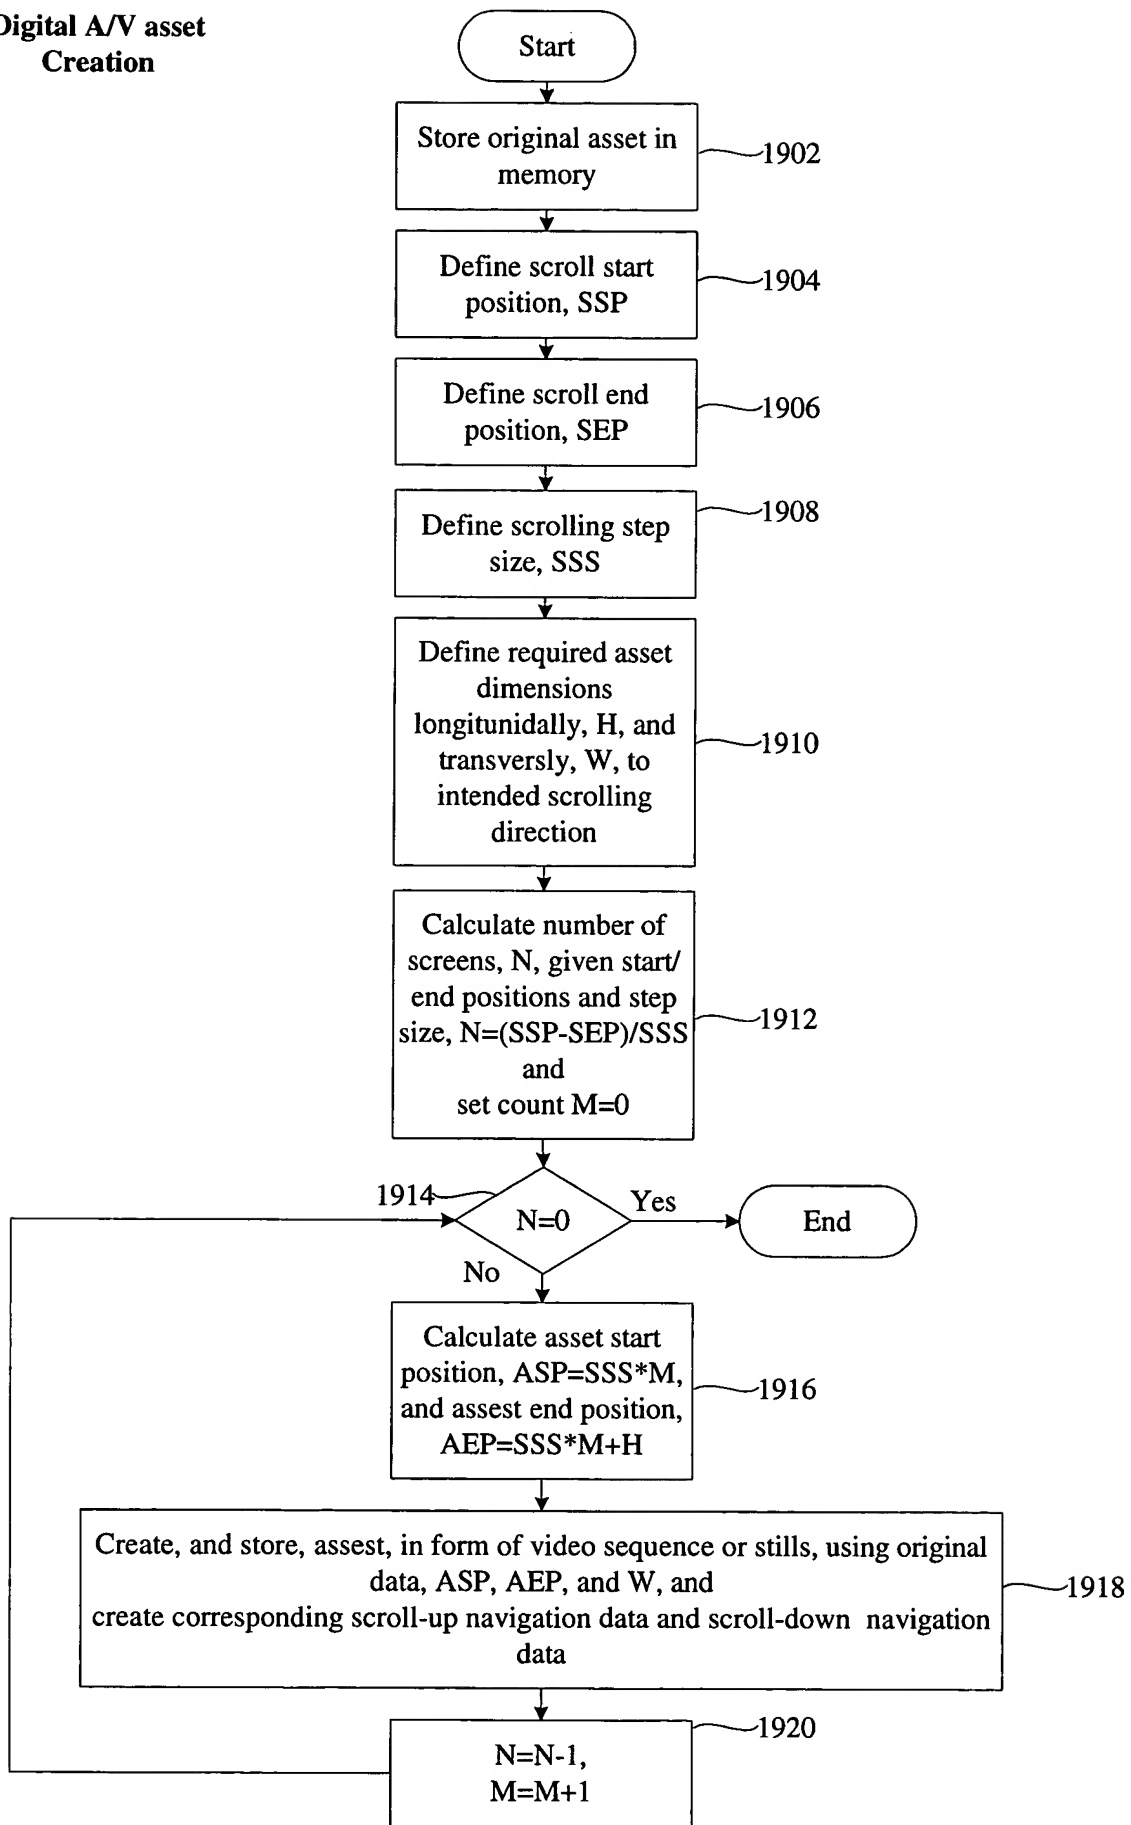 Digital A/V asset
Creation
Start
Store original asset in
memory
1902
Define scroll start
position, SSP
1904
Define scroll end
position, SEP
1906
Define scrolling step
size, SSS
1908
Define required asset
dimensions
longitunidally, H, and
transversly, W, to
intended scrolling
direction
1910
Calculate number of
screens, N, given start/
end positions and step
size, N=(SSP-SEP)/SSS
and
set count M=0
1912
1914
N=0
Yes
End
No
Calculate asset start
position, ASP=SSS*M,
and assest end position,
AEP=SSS*M+H
1916
Create, and store, assest, in form of video sequence or stills, using original
data, ASP, AEP, and W, and
create corresponding scroll-up navigation data and scroll-down navigation
data
1918
N=N-1,
M=M+1
1920